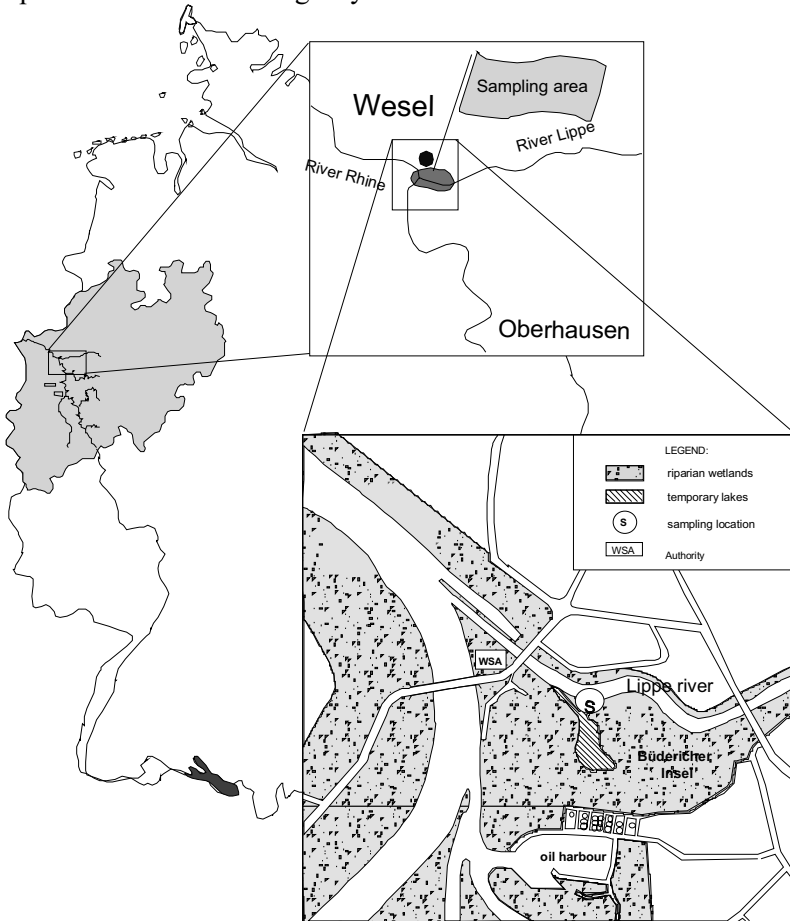 Sampling area
Wesel
River Lippe
River Rhine
Oberhausen
LEGEND:
riparian wetlands
temporary lakes
S
sampling location
WSA
Authority
WSA
Lippe river
S
Büdericher
Insel
oil harbour